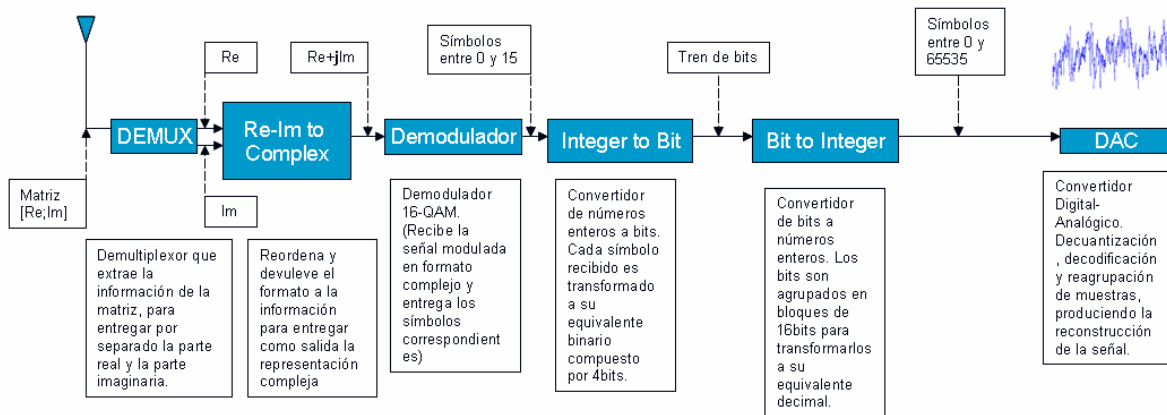 Re
Re+jIm
Símbolos
entre 0 y 15
Tren de bits
Símbolos
entre 0 y
65535
DEMUX
Re-Im to
Complex
Demodulador
Integer to Bit
Bit to Integer
DAC
Matriz
[Re;Im]
Im
Demultiplexor que
extrae la
información de la
matriz, para
entregar por
separado la parte
real y la parte
imaginaria.
Reordena y
devuleve el
formato a la
información
para entregar
como salida la
representación
compleja
Demodulador
16-QAM.
(Recibe la
señal modulada
en formato
complejo y
entrega los
símbolos
correspondient
es)
Convertidor
de números
enteros a bits.
Cada símbolo
recibido es
transformado
a su
equivalente
binario
compuesto
por 4bits.
Convertidor
de bits a
números
enteros. Los
bits son
agrupados en
bloques de
16bits para
transformarlos
a su
equivalente
decimal.
Convertidor
Digital-
Analógico.
Decuantización
, decodificación
y reagrupación
de muestras,
produciendo la
reconstrucción
de la señal.